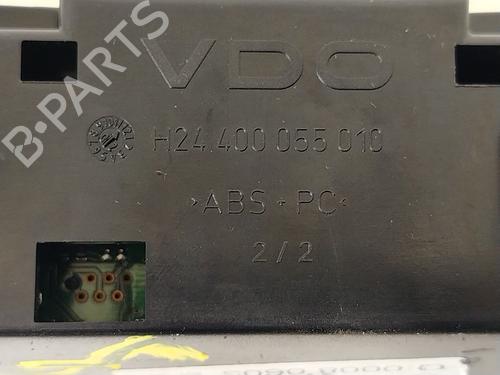 VDO
H24.400 055 010
>ABS+PC<
2/2
B-PARTS